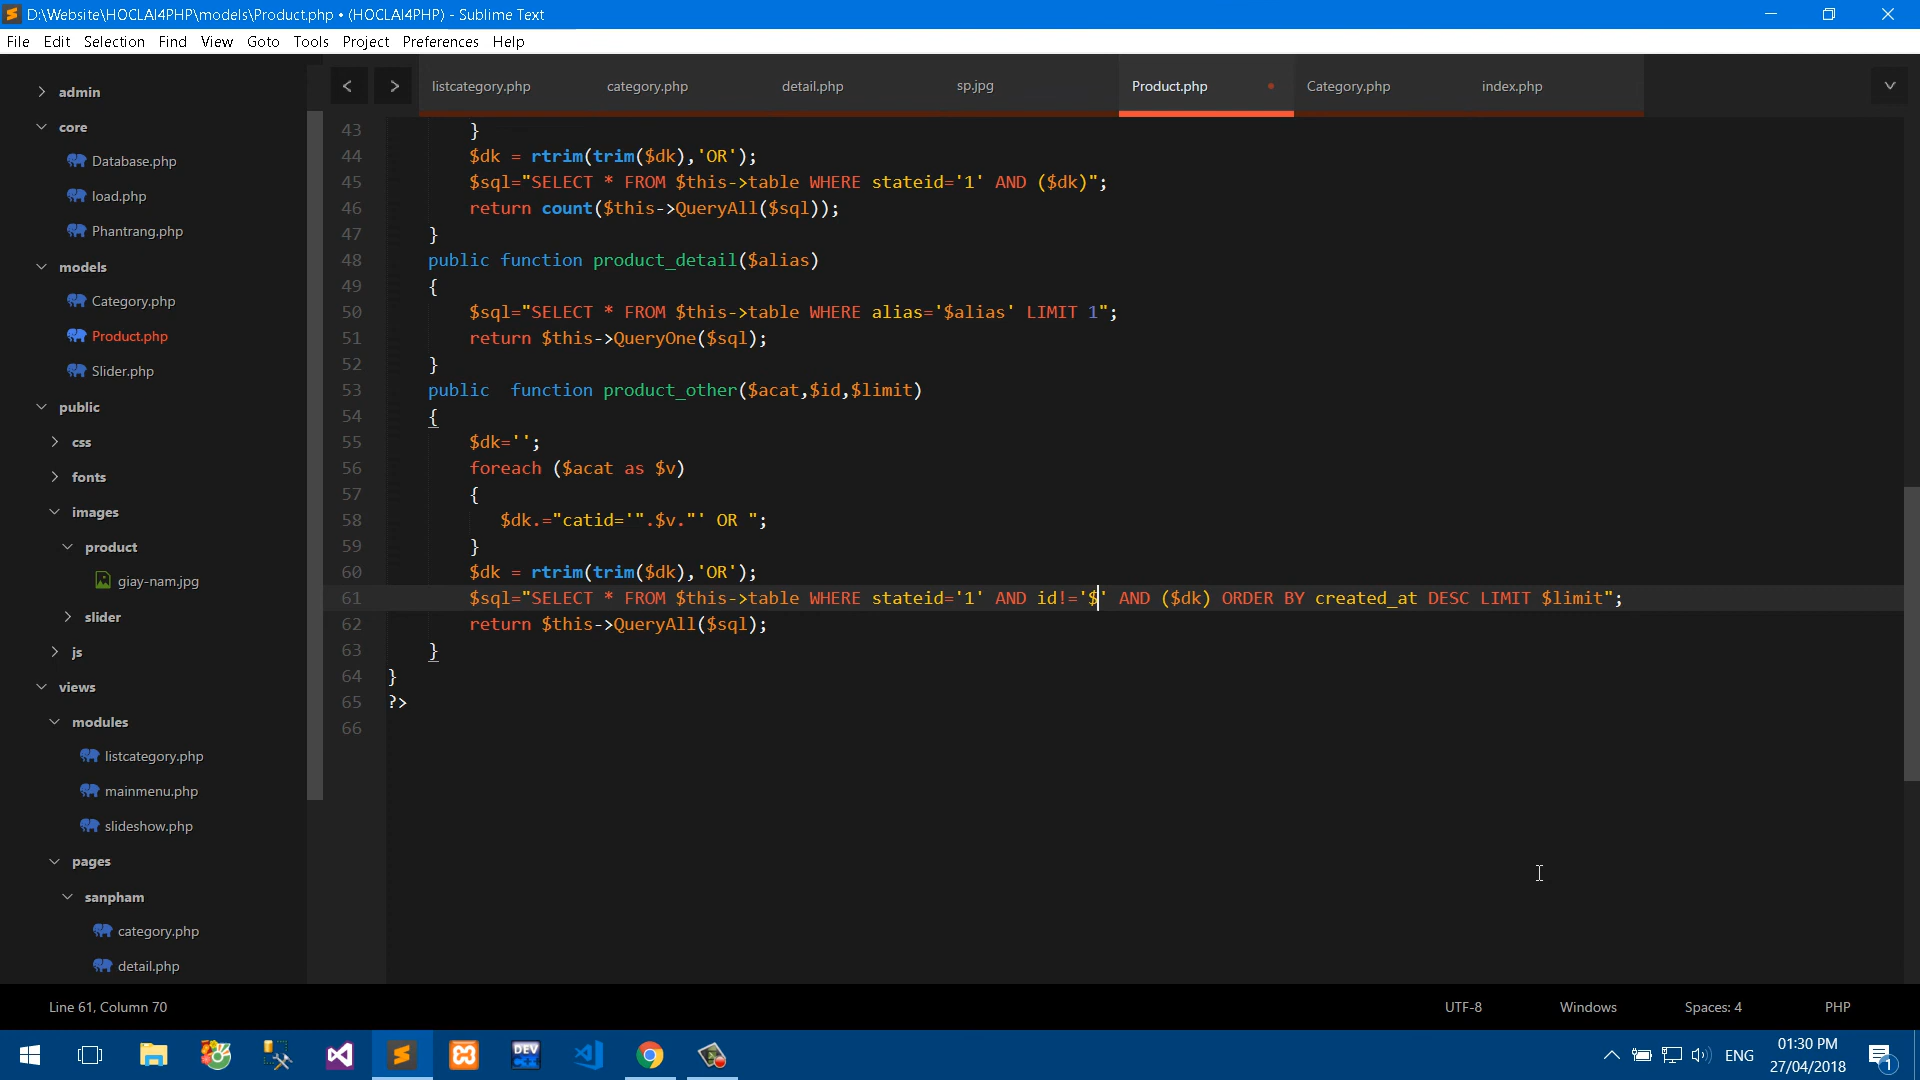 D:\Website\HOCLAI4PHP\models\Product.php • (HOCLAI4PHP) - Sublime Text
File Edit Selection Find View Goto Tools Project Preferences Help
admin
core
Database.php
load.php
Phantrang.php
models
Category.php
Product.php
Slider.php
public
css
fonts
images
product
giay-nam.jpg
slider
js
views
modules
listcategory.php
mainmenu.php
slideshow.php
pages
sanpham
category.php
detail.php
listcategory.php category.php detail.php sp.jpg Product.php Category.php index.php
43 }
44 $dk = rtrim(trim($dk),'OR');
45 $sql="SELECT * FROM $this->table WHERE stateid='1' AND ($dk)";
46 return count($this->QueryAll($sql));
47 }
48 public function product_detail($alias)
49 {
50 $sql="SELECT * FROM $this->table WHERE alias='$alias' LIMIT 1";
51 return $this->QueryOne($sql);
52 }
53 public  function product_other($acat,$id,$limit)
54 {
55 $dk='';
56 foreach ($acat as $v)
57 {
58 $dk.="catid='".$v."' OR ";
59 }
60 $dk = rtrim(trim($dk),'OR');
61 $sql="SELECT * FROM $this->table WHERE stateid='1' AND id!='$' AND ($dk) ORDER BY created_at DESC LIMIT $limit";
62 return $this->QueryAll($sql);
63 }
64 }
65 ?>
66
Line 61, Column 70 UTF-8 Windows Spaces: 4 PHP
DEV
ENG
01:30 PM
27/04/2018
1